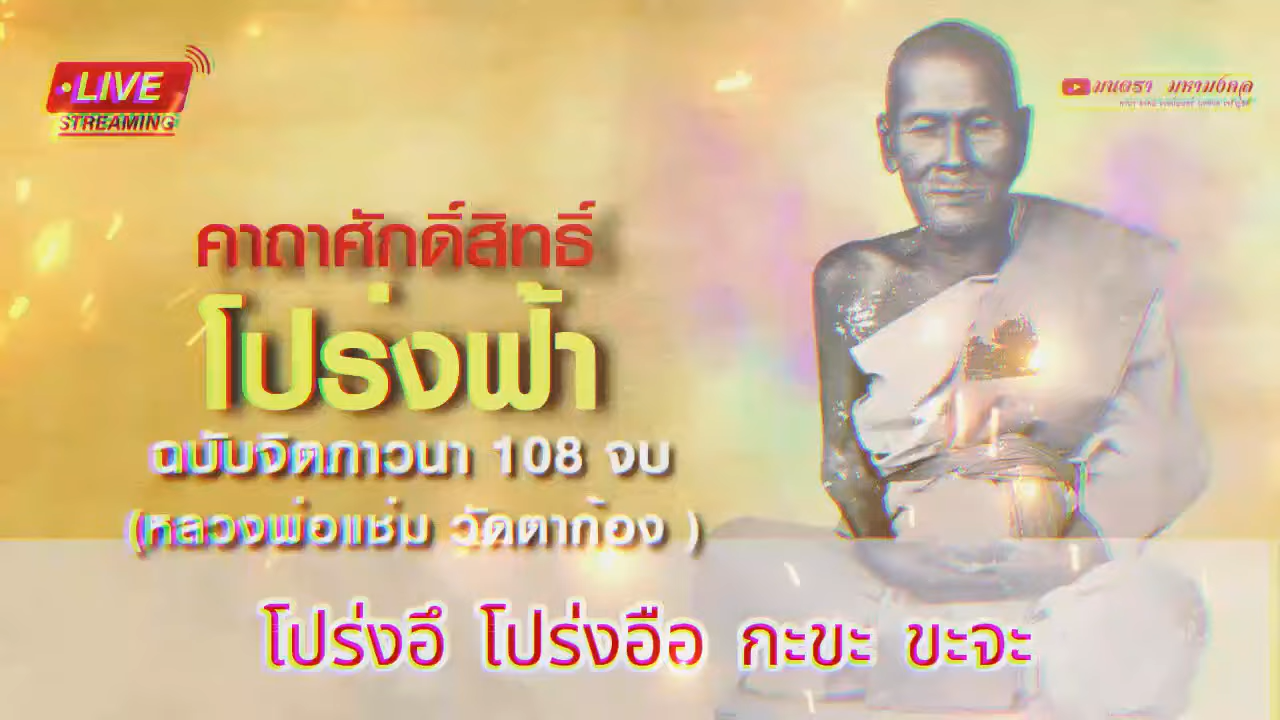 LIVE
STREAMING
มนตรา มหามงคล
คาถาศักดิ์สิทธิ์
โปร่งฟ้า
ฉบับจิตภาวนา 108 จบ
(หลวงพ่อแช่ม วัดตาก้อง )
โปร่งอึ โปร่งอือ กะขะ ขะจะ